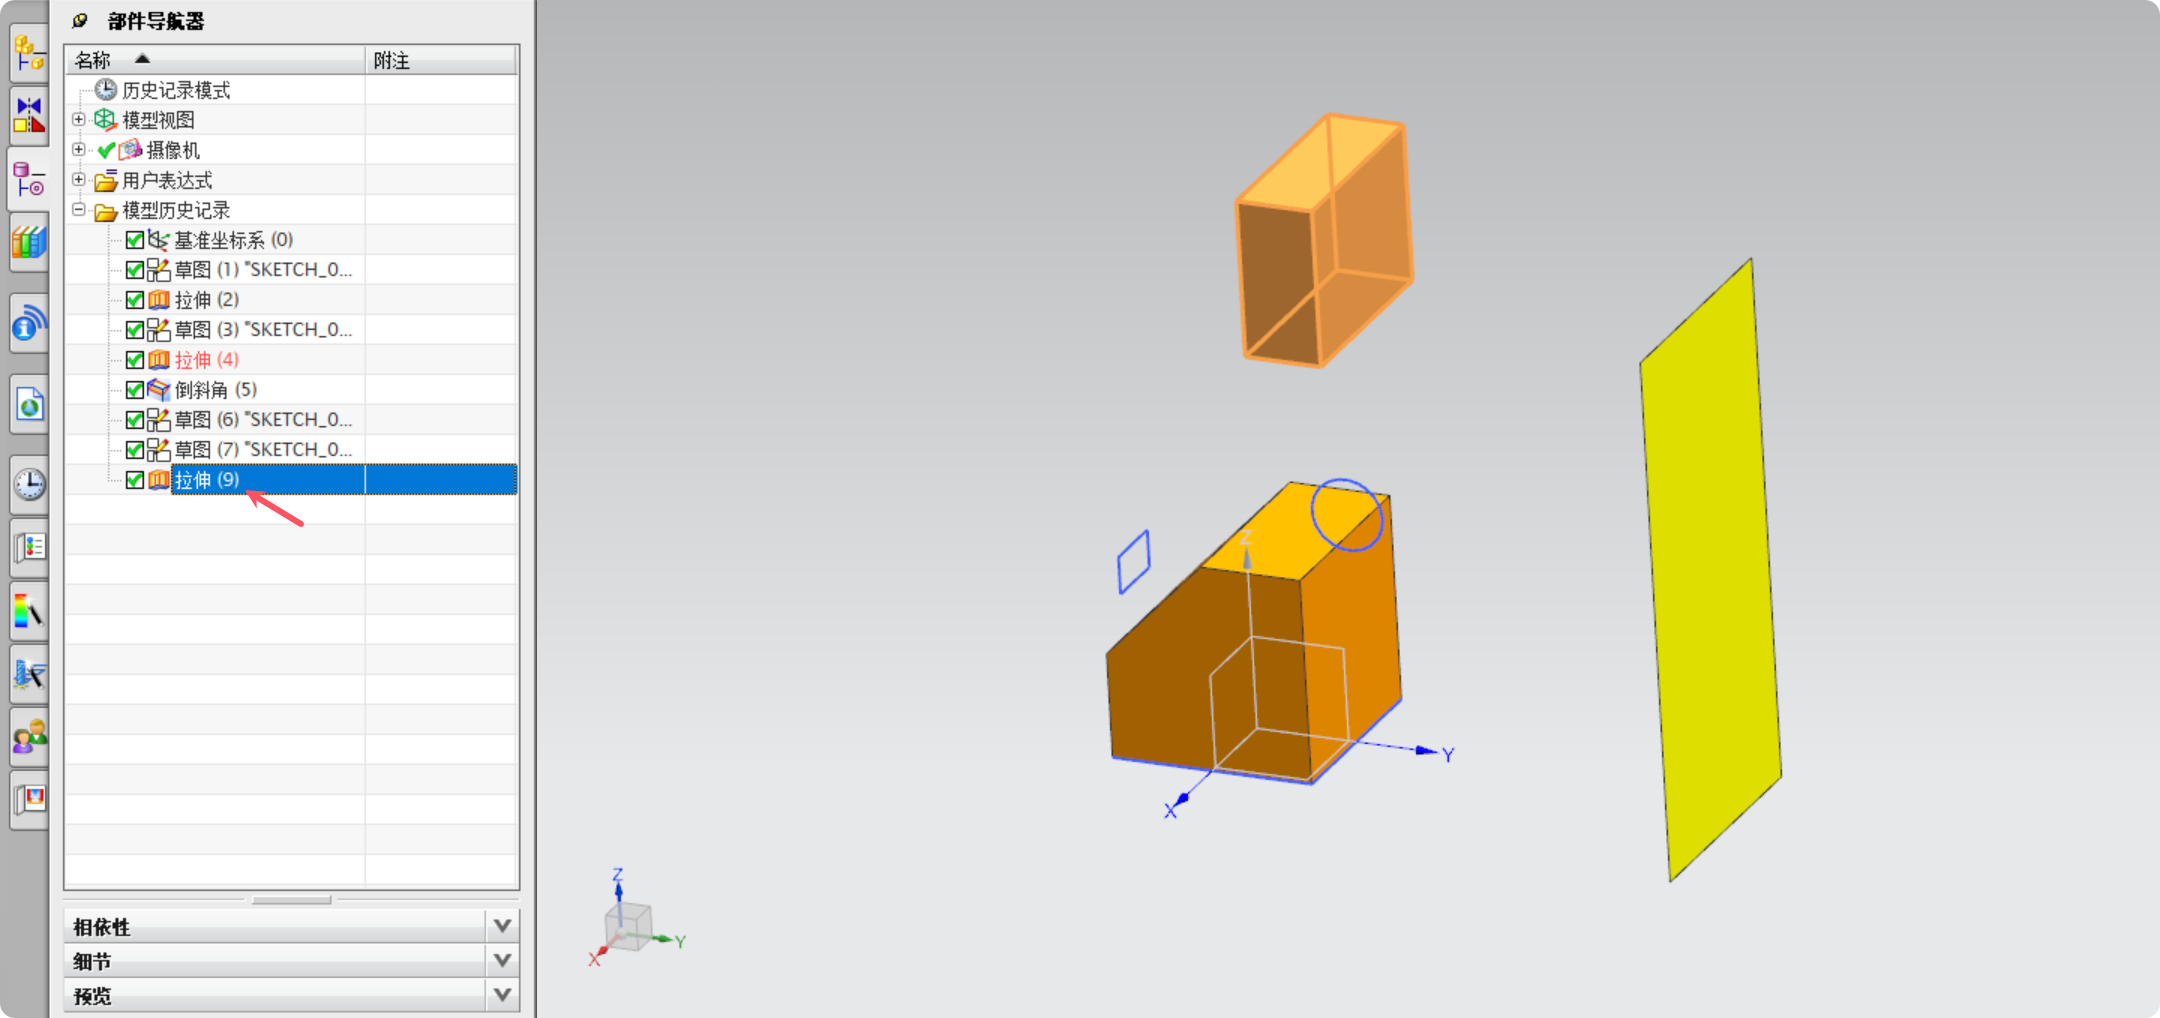 部件导航器
名称 附注
历史记录模式
模型视图
摄像机
用户表达式
模型历史记录
基准坐标系 (0)
草图 (1) "SKETCH_0...
拉伸 (2)
草图 (3) "SKETCH_0...
拉伸 (4)
倒斜角 (5)
草图 (6) "SKETCH_0...
草图 (7) "SKETCH_0...
拉伸 (9)
相依性
细节
预览
Z
Y
X
Z
Y
X